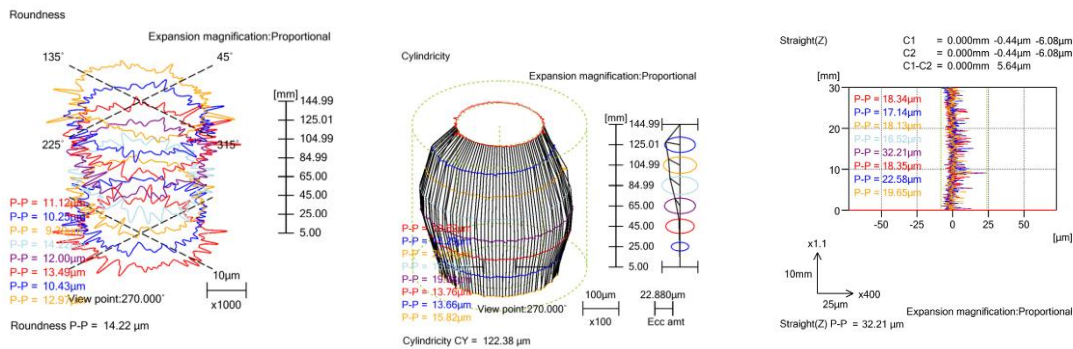 Roundness
Expansion magnification:Proportional
135°
45°
225°
315°
[mm]
144.99
125.01
104.99
84.99
65.00
45.00
25.00
5.00
P-P = 11.12µm
P-P = 10.25µm
P-P =
P-P = 14.22µm
P-P = 12.00µm
P-P = 13.49µm
P-P = 10.43µm
P-P = 12.97µm
View point:270.000°
10µm
x1000
Roundness P-P = 14.22 µm
Cylindricity
Expansion magnification:Proportional
[mm]
144.99
125.01
104.99
84.99
65.00
45.00
25.00
5.00
P-P =
P-P =
P-P =
P-P =
P-P =
P-P = 13.76µm
P-P = 13.66µm
P-P = 15.82µm
View point:270.000°
100µm
x100
22.880µm
Ecc amt
Cylindricity CY = 122.38 µm
Straight(Z)
C1 = 0.000mm -0.44µm -6.08µm
C2 = 0.000mm -0.44µm -6.08µm
C1-C2 = 0.000mm 5.64µm
[mm]
30
20
10
0
P-P = 18.34µm
P-P = 17.14µm
P-P = 18.13µm
P-P = 16.52µm
P-P = 32.21µm
P-P = 18.35µm
P-P = 22.58µm
P-P = 19.65µm
-50 -25 0 25 50
[µm]
x1.1
10mm
25µm
x400
Expansion magnification:Proportional
Straight(Z) P-P = 32.21 µm